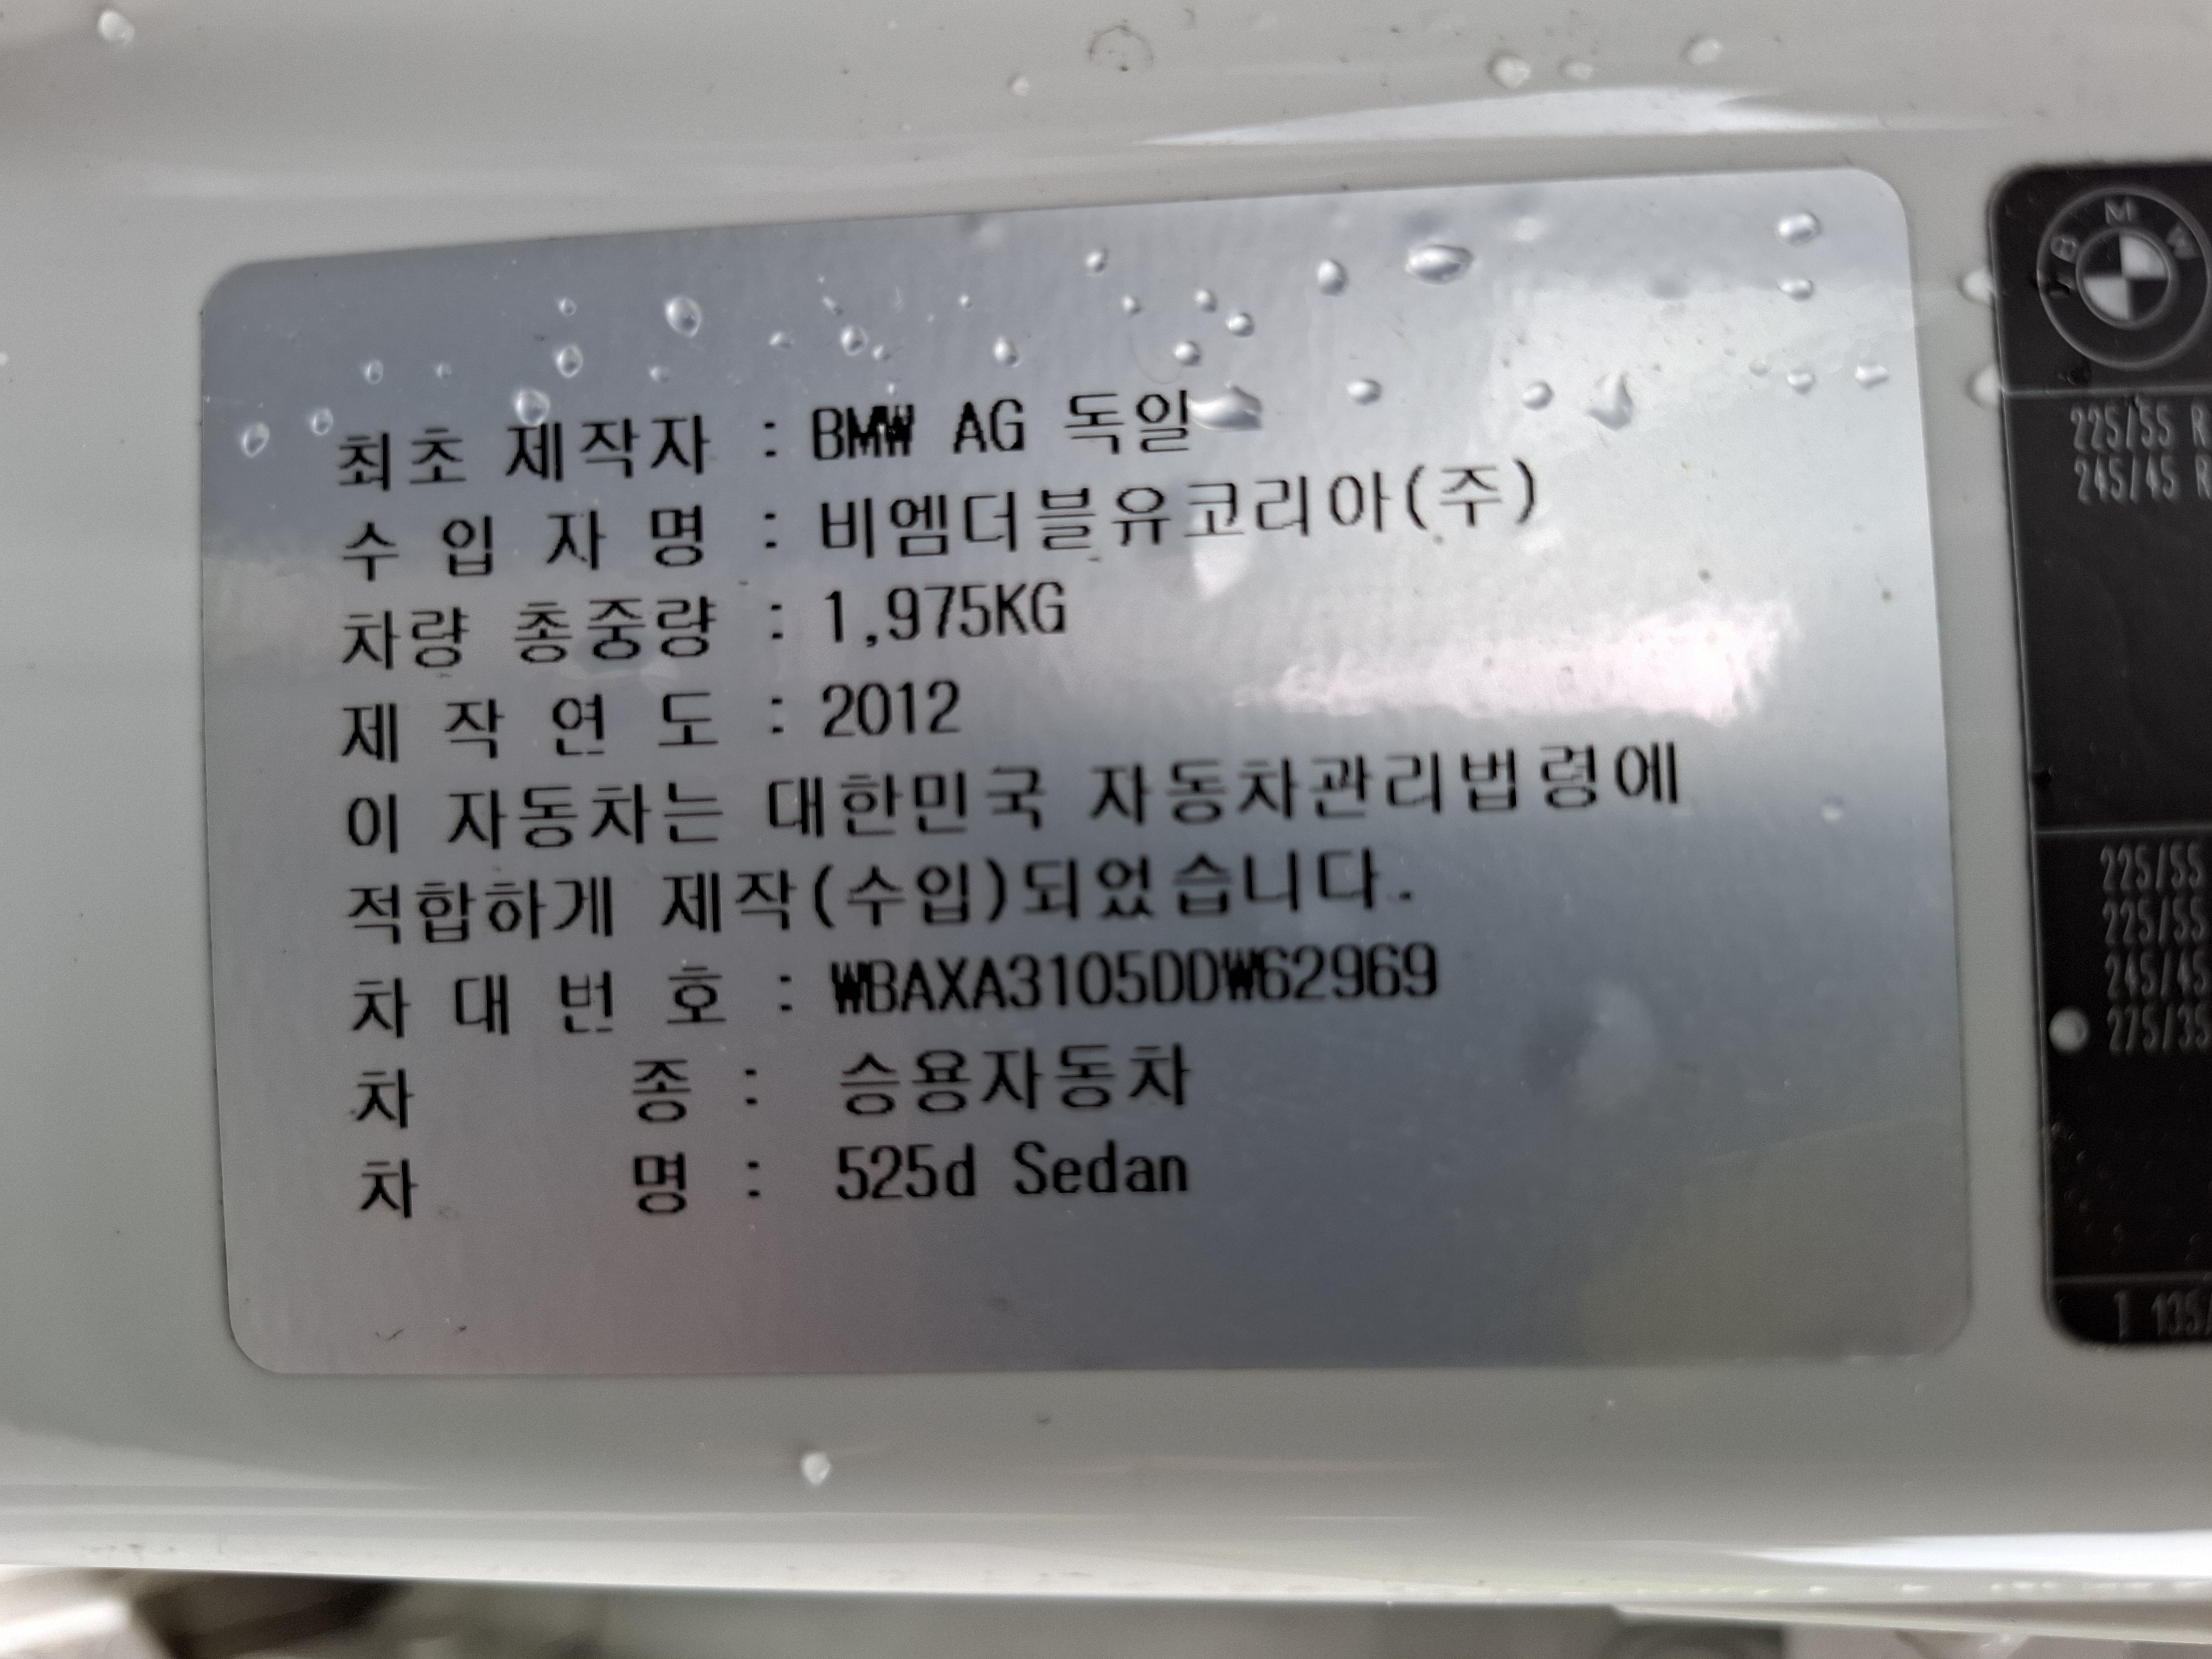 최초 제작자 : BMW AG 독일
수 입 자 명 : 비엠더블유코리아(주)
차량 총중량 : 1,975KG
제 작 연 도 : 2012
이 자동차는 대한민국 자동차관리법령에
적합하게 제작(수입)되었습니다.
차 대 번 호 : WBAXA3105DDW62969
차 종 : 승용자동차
차 명 : 525d Sedan
BMW
225/55 R
245/45 R
225/55
225/55
245/45
275/35
T 135/